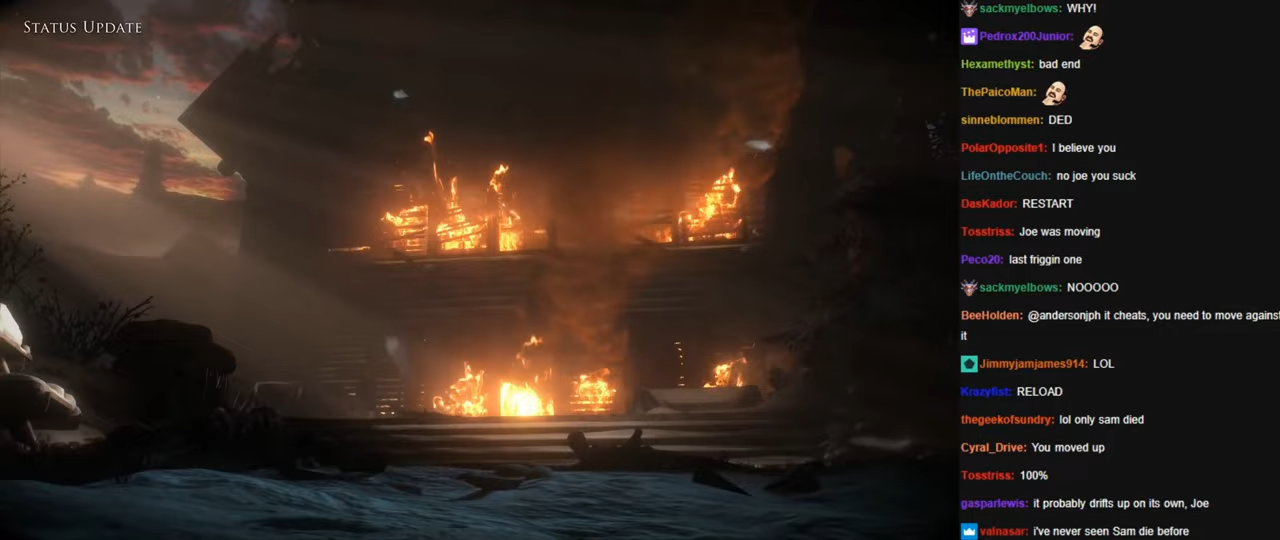 STATUS UPDATE
sackmyelbows: WHY!
Pedrox200Junior:
Hexamethyst: bad end
ThePaicoMan:
sinneblommen: DED
PolarOpposite1: I believe you
LifeOntheCouch: no joe you suck
DasKador: RESTART
Tosstriss: Joe was moving
Peco20: last friggin one
sackmyelbows: NOOOOO
BeeHolden: @andersonjph it cheats, you need to move against
it
Jimmyjamjames914: LOL
Krazyfist: RELOAD
thegeekofsundry: lol only sam died
Cyral_Drive: You moved up
Tosstriss: 100%
gasparlewis: it probably drifts up on its own, Joe
valnasar: i've never seen Sam die before